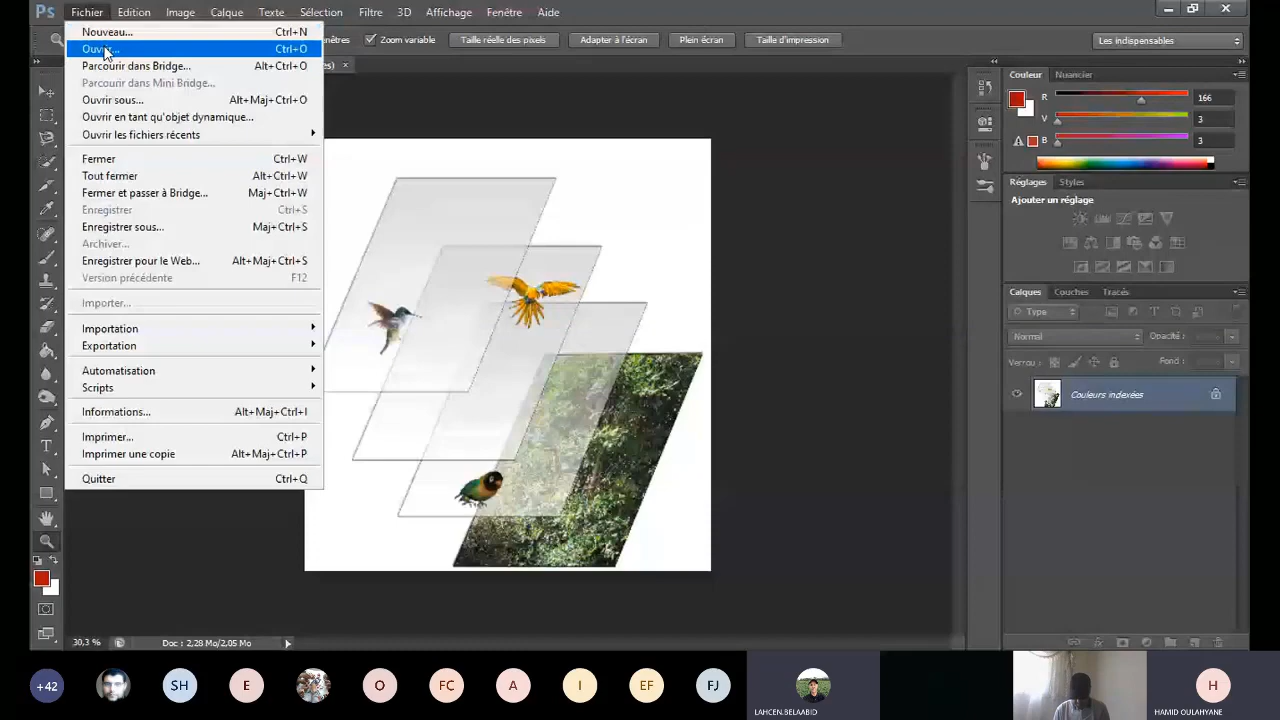 Ps Fichier Edition Image Calque Texte Sélection Filtre 3D Affichage Fenêtre Aide
Zoom variable Taille réelle des pixels Adapter à l'écran Plein écran Taille d'impression Les indispensables
Nouveau... Ctrl+N
Ouvrir... Ctrl+O
Parcourir dans Bridge... Alt+Ctrl+O
Parcourir dans Mini Bridge...
Ouvrir sous... Alt+Maj+Ctrl+O
Ouvrir en tant qu'objet dynamique...
Ouvrir les fichiers récents
Fermer Ctrl+W
Tout fermer Alt+Ctrl+W
Fermer et passer à Bridge... Maj+Ctrl+W
Enregistrer Ctrl+S
Enregistrer sous... Maj+Ctrl+S
Archiver...
Enregistrer pour le Web... Alt+Maj+Ctrl+S
Version précédente F12
Importer...
Importation
Exportation
Automatisation
Scripts
Informations... Alt+Maj+Ctrl+I
Imprimer... Ctrl+P
Imprimer une copie Alt+Maj+Ctrl+P
Quitter Ctrl+Q
Couleur Nuancier
R 166
V 3
B 3
Réglages Styles
Ajouter un réglage
Calques Couches Tracés
Type
Normal Opacité :
Verrou : Fond :
Couleurs indexées
30,3 % Doc : 2,28 Mo/2,05 Mo
+42 SH E O FC A I EF FJ H
LAHCEN.BELAABID HAMID OULAHYANE